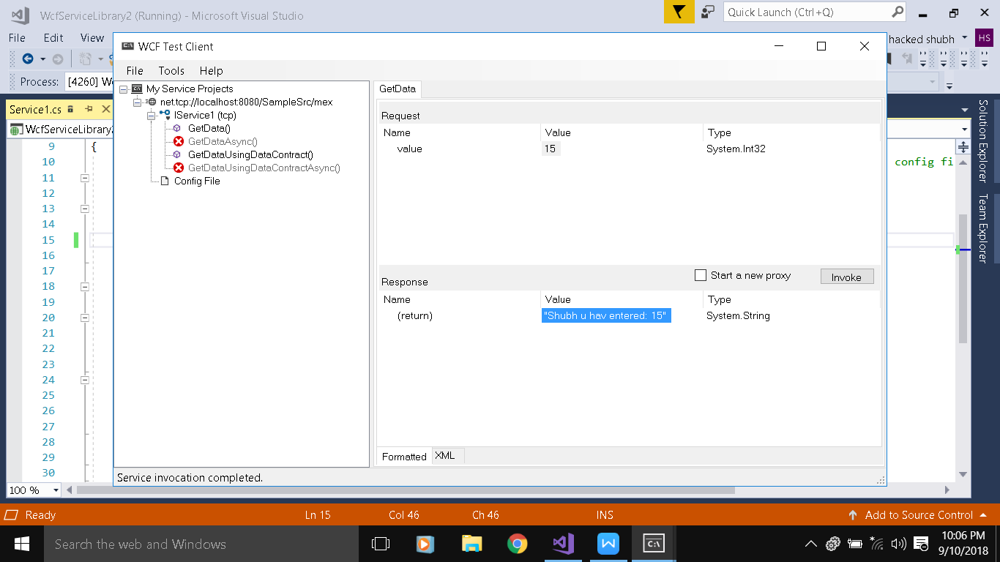 WcfServiceLibrary2 (Running) - Microsoft Visual Studio
Quick Launch (Ctrl+Q)
File Edit View
hacked shubh HS
Process: [4260] Wc
WCF Test Client
File Tools Help
Service1.cs
WcfServiceLibrary2
My Service Projects
net.tcp://localhost:8080/SampleSrc/mex
IService1 (tcp)
GetData()
GetDataAsync()
GetDataUsingDataContract()
GetDataUsingDataContractAsync()
Config File
GetData
Request
Name Value Type
value 15 System.Int32
Start a new proxy
Invoke
Response
Name Value Type
(return) "Shubh u hav entered: 15" System.String
Formatted XML
Service invocation completed.
9 {
10 config fi
11
12
13
14
15
16
17
18
19
20
21
22
23
24
25
26
27
28
29
30
Solution Explorer
Team Explorer
100 %
Ready Ln 15 Col 46 Ch 46 INS Add to Source Control
Search the web and Windows
W
C:\
10:06 PM
9/10/2018